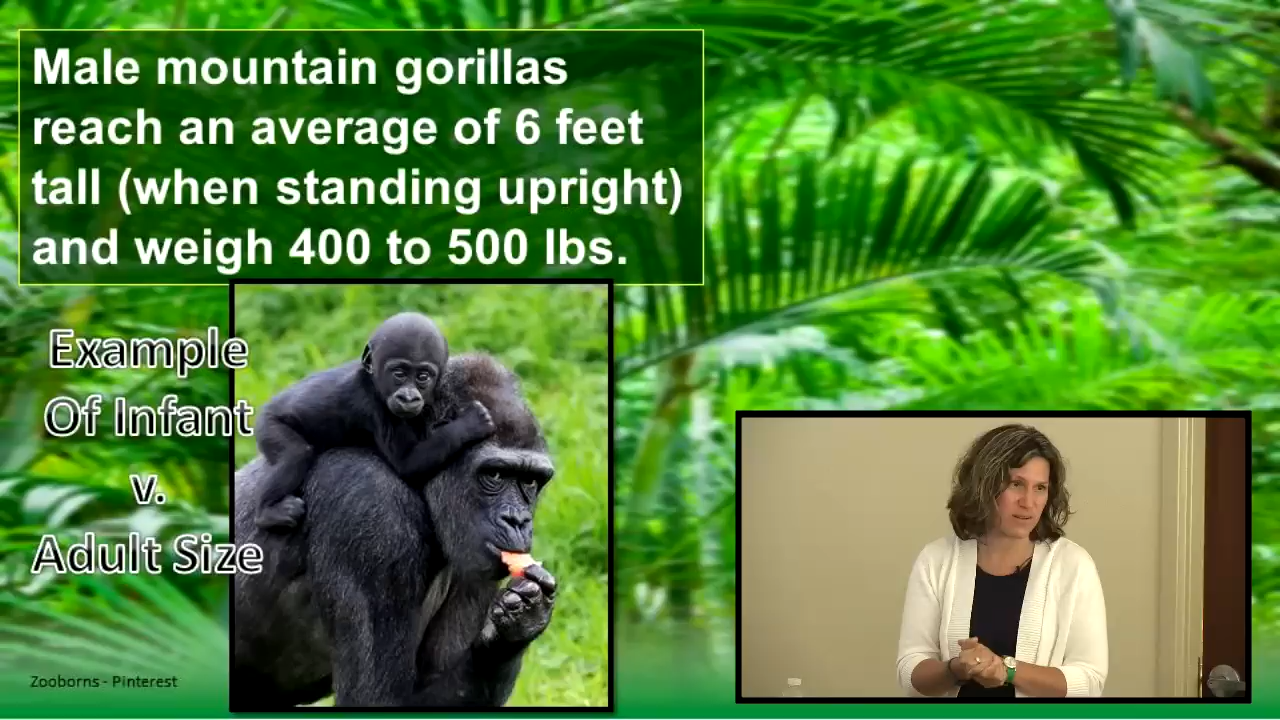 Male mountain gorillas
reach an average of 6 feet
tall (when standing upright)
and weigh 400 to 500 lbs.
Example
Of Infant
v.
Adult Size
Zooborns - Pinterest